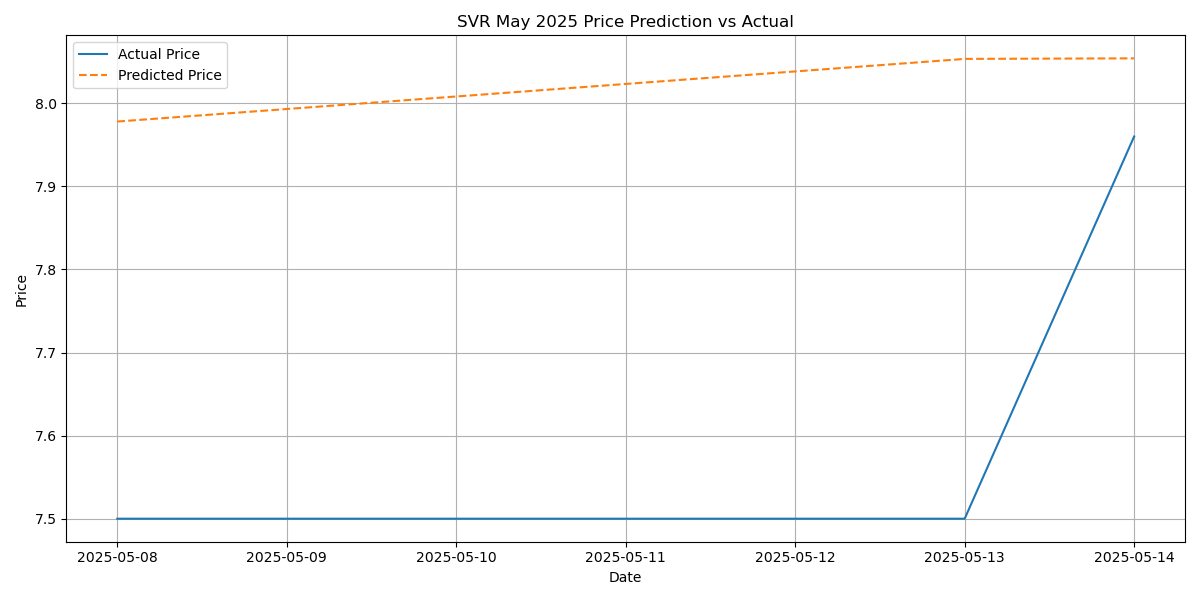 SVR May 2025 Price Prediction vs Actual
Actual Price
Predicted Price
Price
8.0
7.9
7.8
7.7
7.6
7.5
2025-05-08 2025-05-09 2025-05-10 2025-05-11 2025-05-12 2025-05-13 2025-05-14
Date